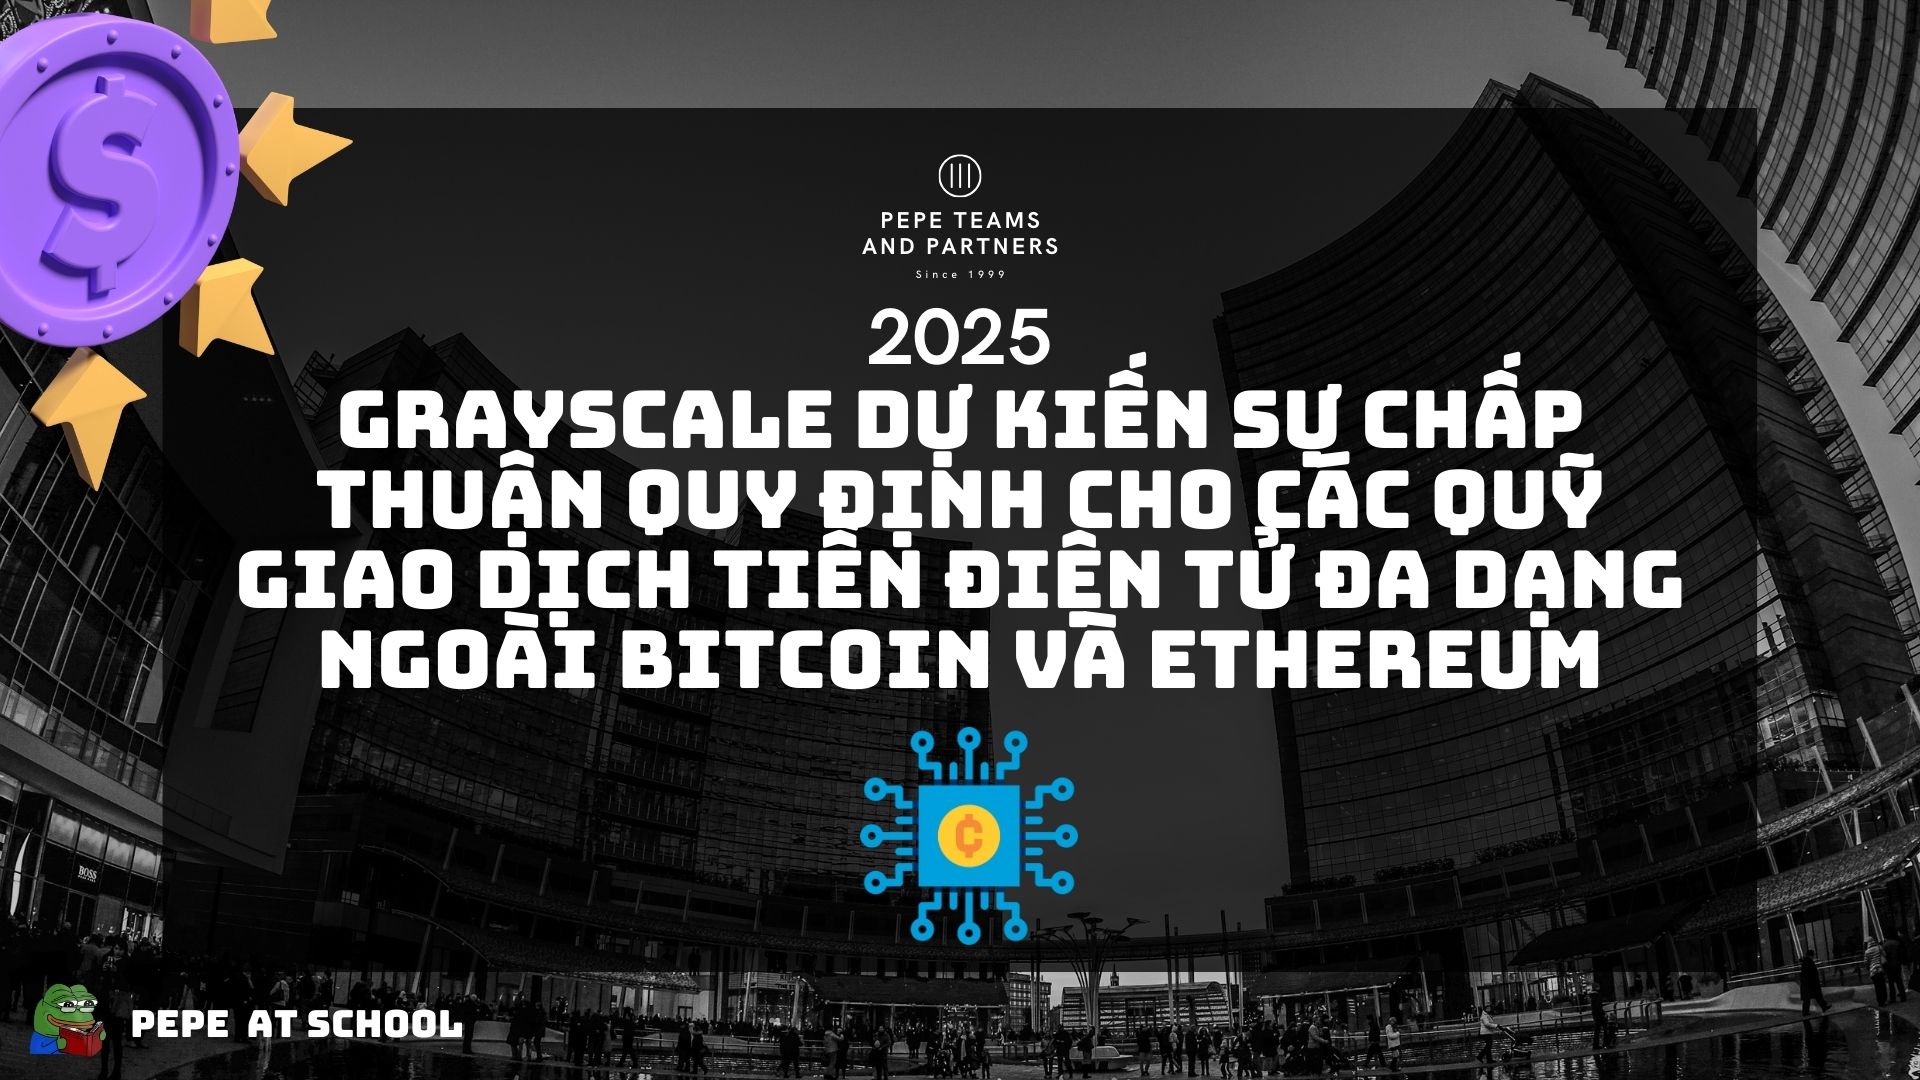 PEPE TEAMS
AND PARTNERS
Since 1999
2025
GRAYSCALE DỰ KIẾN SỰ CHẤP
THUẬN QUY ĐỊNH CHO CÁC QUỸ
GIAO DỊCH TIỀN ĐIỆN TỬ ĐA DẠNG
NGOÀI BITCOIN VÀ ETHEREUM
BOSS
PEPE AT SCHOOL